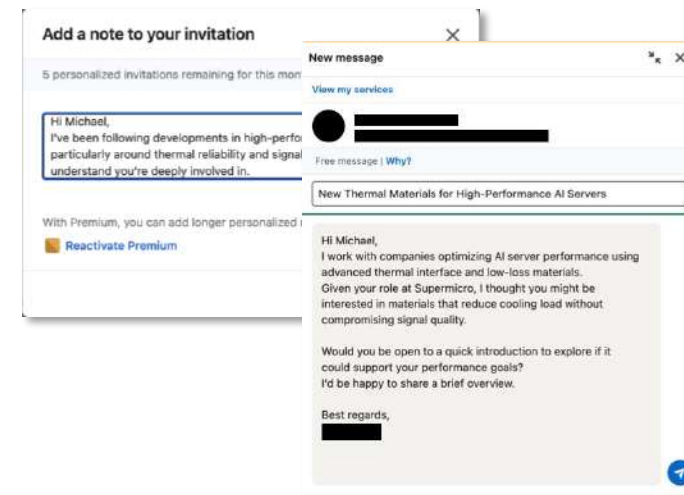 Add a note to your invitation
5 personalized invitations remaining for this mon
Hi Michael,
I've been following developments in high-perfo
particularly around thermal reliability and signal
understand you're deeply involved in.
With Premium, you can add longer personalized
Reactivate Premium
New message
View my services
Free message | Why?
New Thermal Materials for High-Performance AI Servers
Hi Michael,
I work with companies optimizing AI server performance using
advanced thermal interface and low-loss materials.
Given your role at Supermicro, I thought you might be
interested in materials that reduce cooling load without
compromising signal quality.
Would you be open to a quick introduction to explore if it
could support your performance goals?
I'd be happy to share a brief overview.
Best regards,